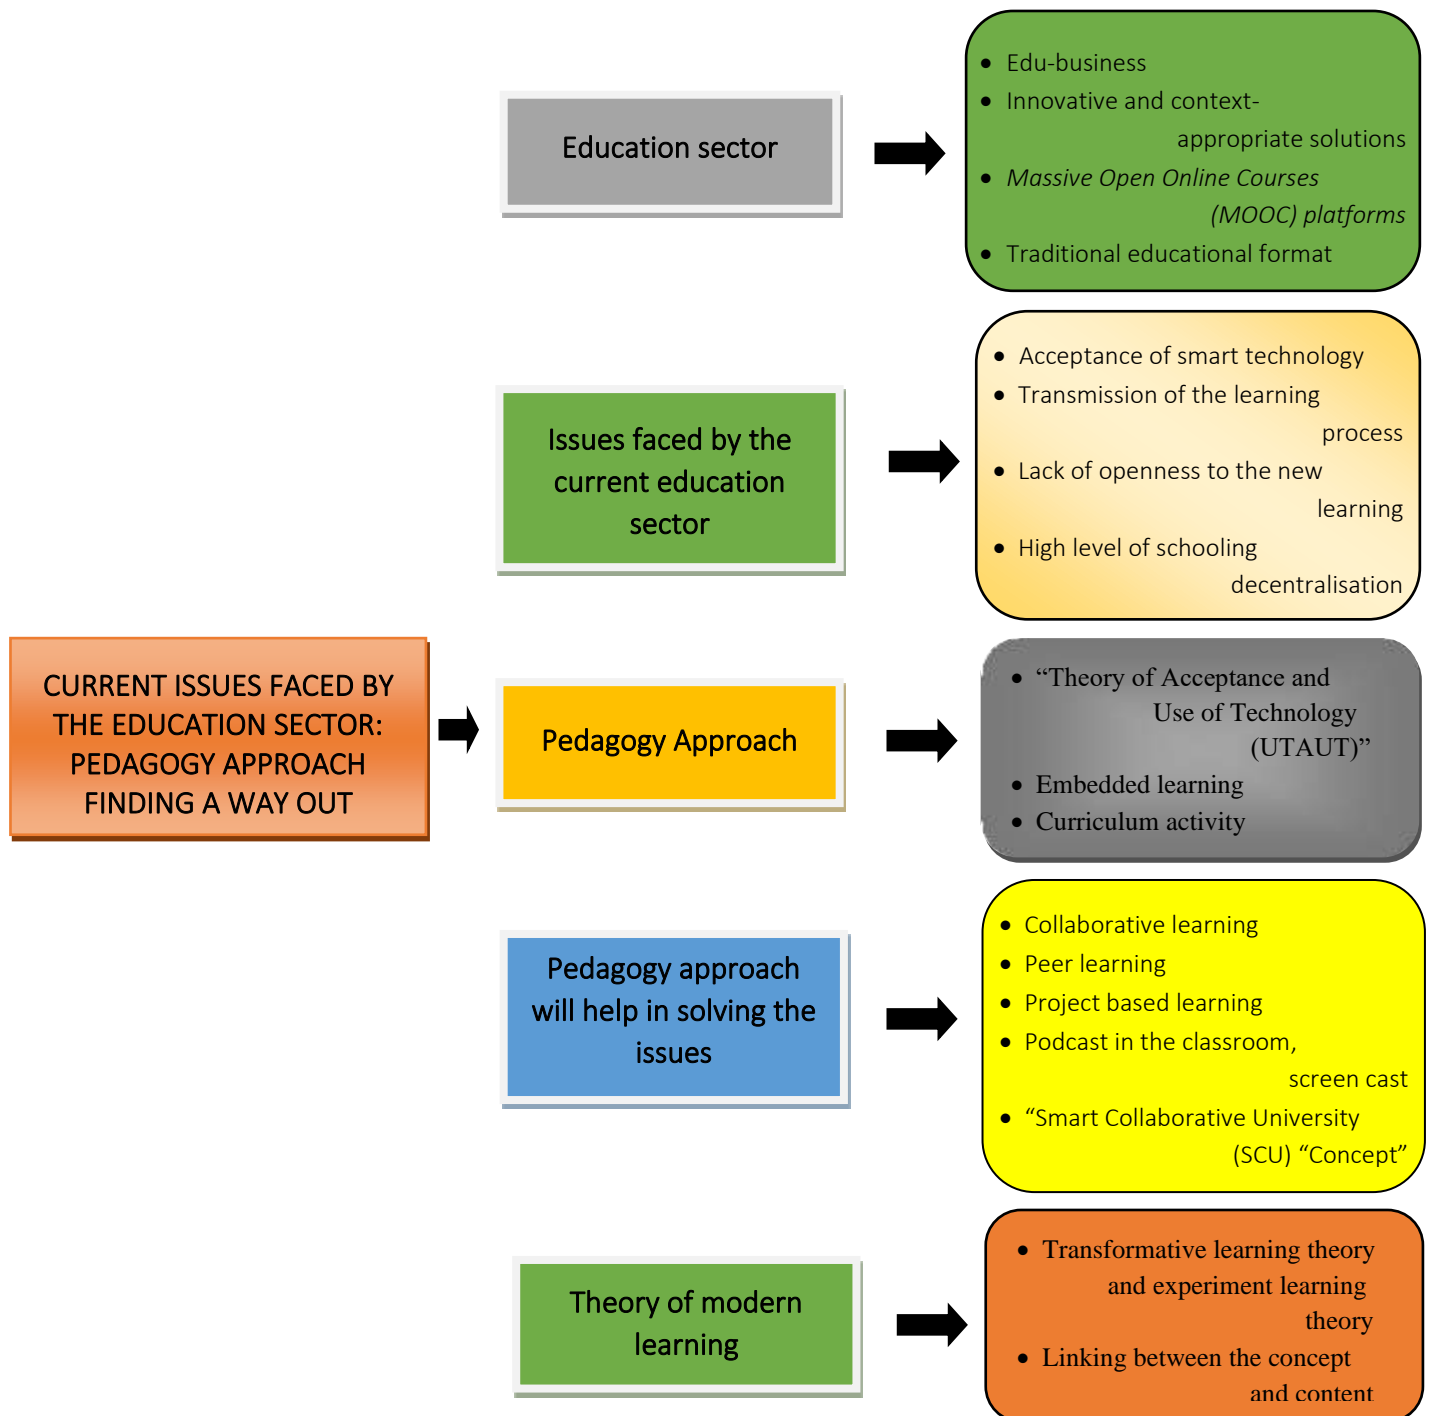 CURRENT ISSUES FACED BY
THE EDUCATION SECTOR:
PEDAGOGY APPROACH
FINDING A WAY OUT
Education sector
• Edu-business
• Innovative and context-
appropriate solutions
• Massive Open Online Courses
(MOOC) platforms
• Traditional educational format
Issues faced by the
current education
sector
• Acceptance of smart technology
• Transmission of the learning
process
• Lack of openness to the new
learning
• High level of schooling
decentralisation
Pedagogy Approach
• “Theory of Acceptance and
Use of Technology
(UTAUT)”
• Embedded learning
• Curriculum activity
Pedagogy approach
will help in solving the
issues
• Collaborative learning
• Peer learning
• Project based learning
• Podcast in the classroom,
screen cast
• “Smart Collaborative University
(SCU) “Concept”
Theory of modern
learning
• Transformative learning theory
and experiment learning
theory
• Linking between the concept
and content